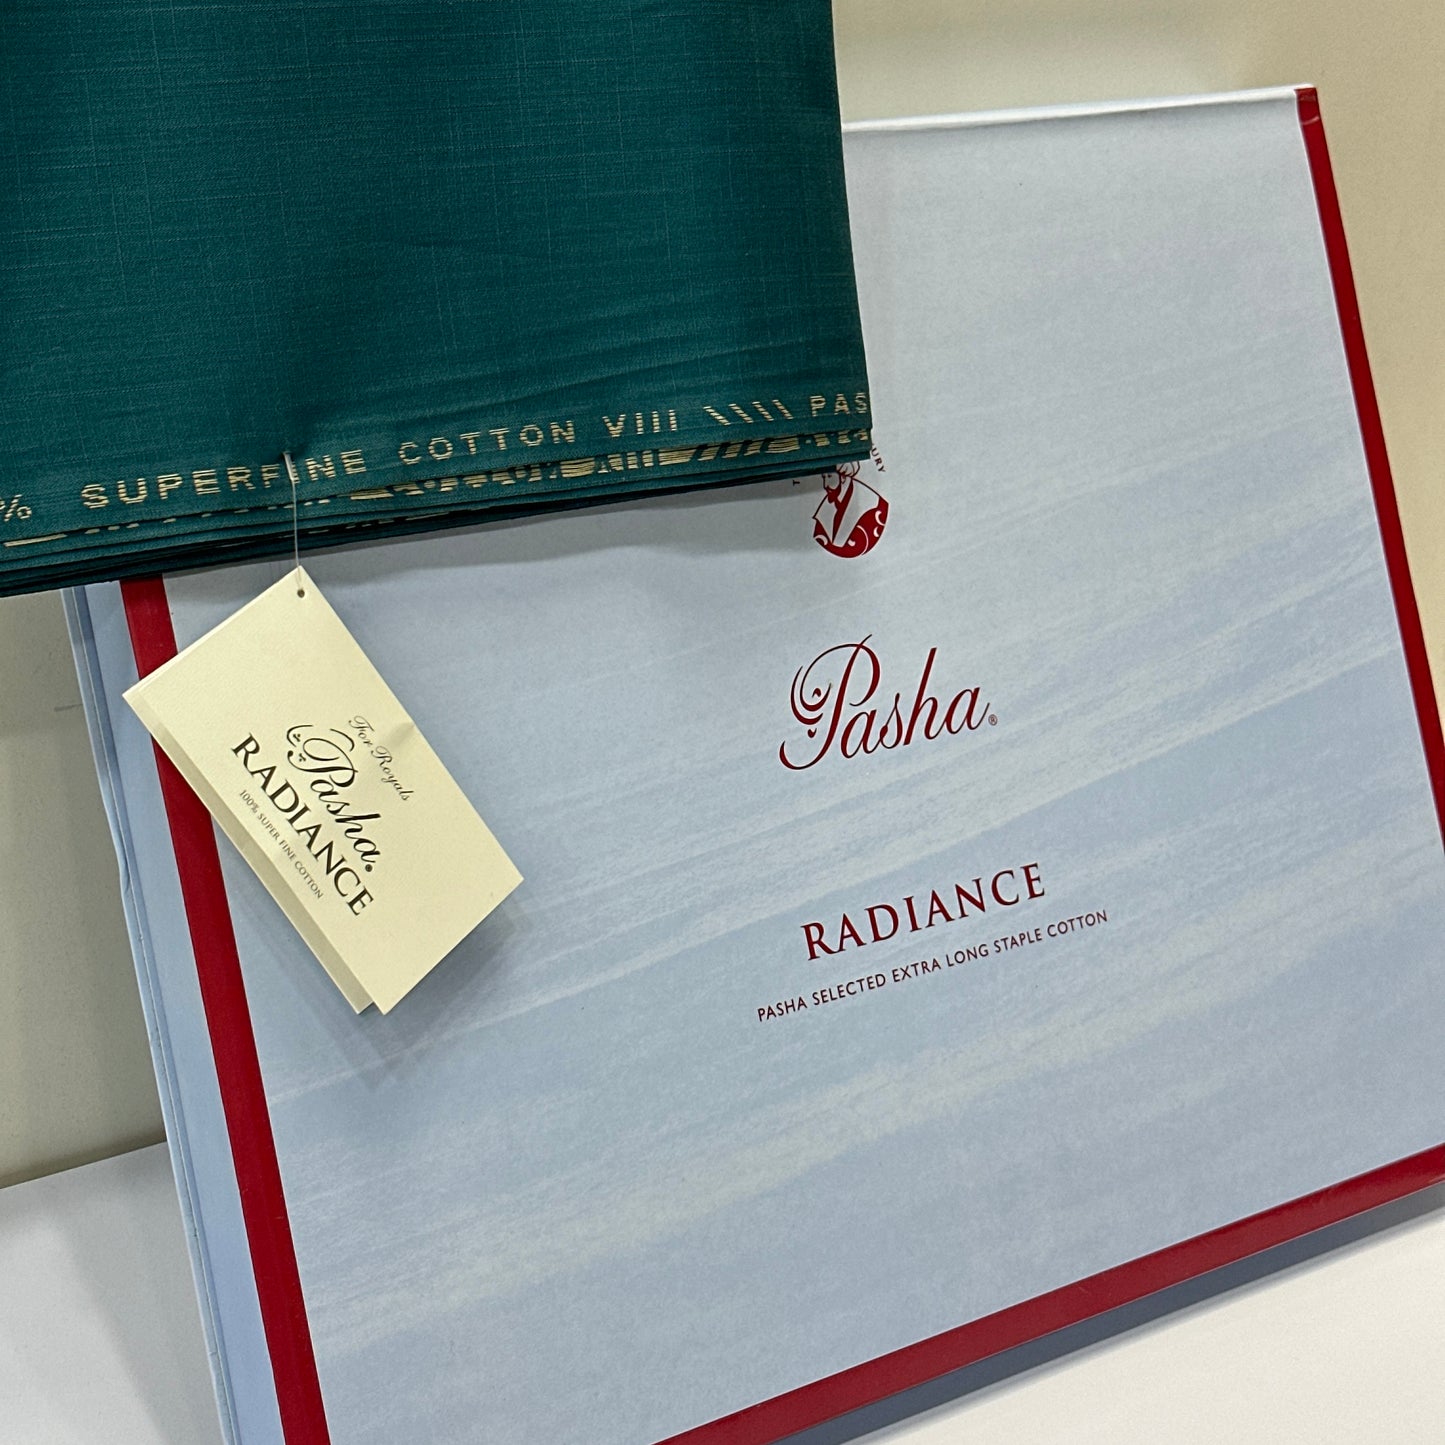 % SUPERFINE COTTON VIII \\\\ PAS
For Royals
Pasha
RADIANCE
100% SUPER FINE COTTON
Pasha®
RADIANCE
PASHA SELECTED EXTRA LONG STAPLE COTTON